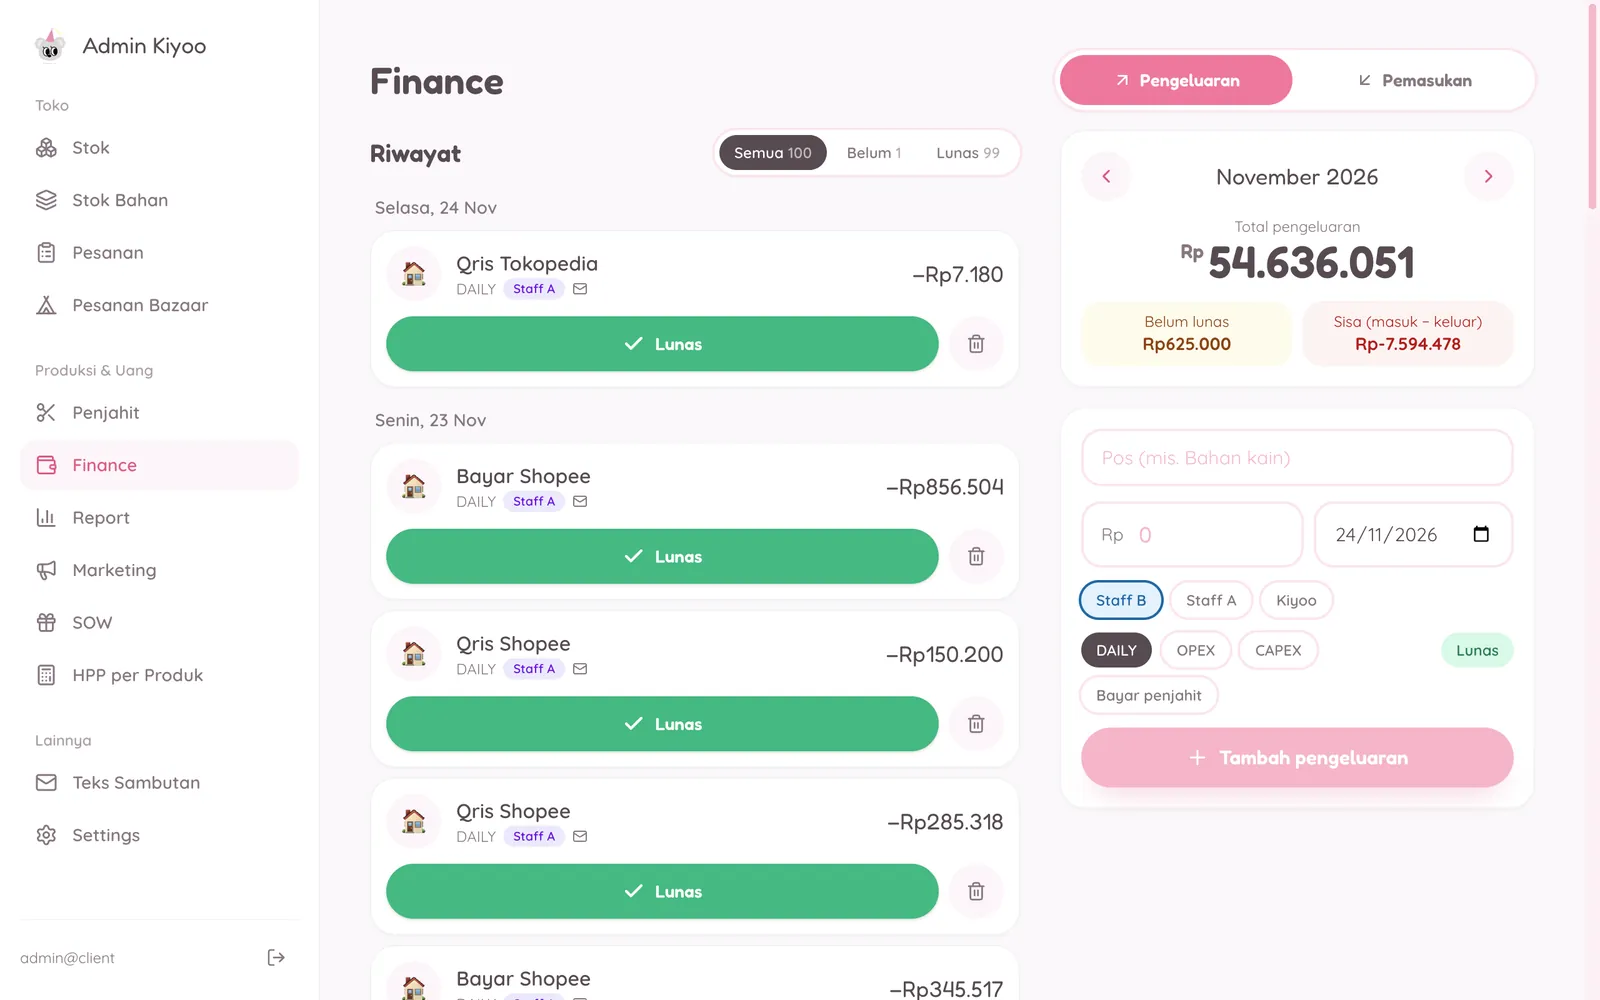 Admin Kiyoo
Toko
Stok
Stok Bahan
Pesanan
Pesanan Bazaar
Produksi & Uang
Penjahit
Finance
Report
Marketing
SOW
HPP per Produk
Lainnya
Teks Sambutan
Settings
admin@client
Finance
Riwayat
Semua 100
Belum 1
Lunas 99
Selasa, 24 Nov
Qris Tokopedia
DAILY Staff A
−Rp7.180
Lunas
Senin, 23 Nov
Bayar Shopee
DAILY Staff A
−Rp856.504
Lunas
Qris Shopee
DAILY Staff A
−Rp150.200
Lunas
Qris Shopee
DAILY Staff A
−Rp285.318
Lunas
Bayar Shopee
−Rp345.517
Pengeluaran
Pemasukan
November 2026
Total pengeluaran
Rp 54.636.051
Belum lunas
Rp625.000
Sisa (masuk − keluar)
Rp-7.594.478
Pos (mis. Bahan kain)
Rp 0
24/11/2026
Staff B
Staff A
Kiyoo
DAILY
OPEX
CAPEX
Lunas
Bayar penjahit
Tambah pengeluaran